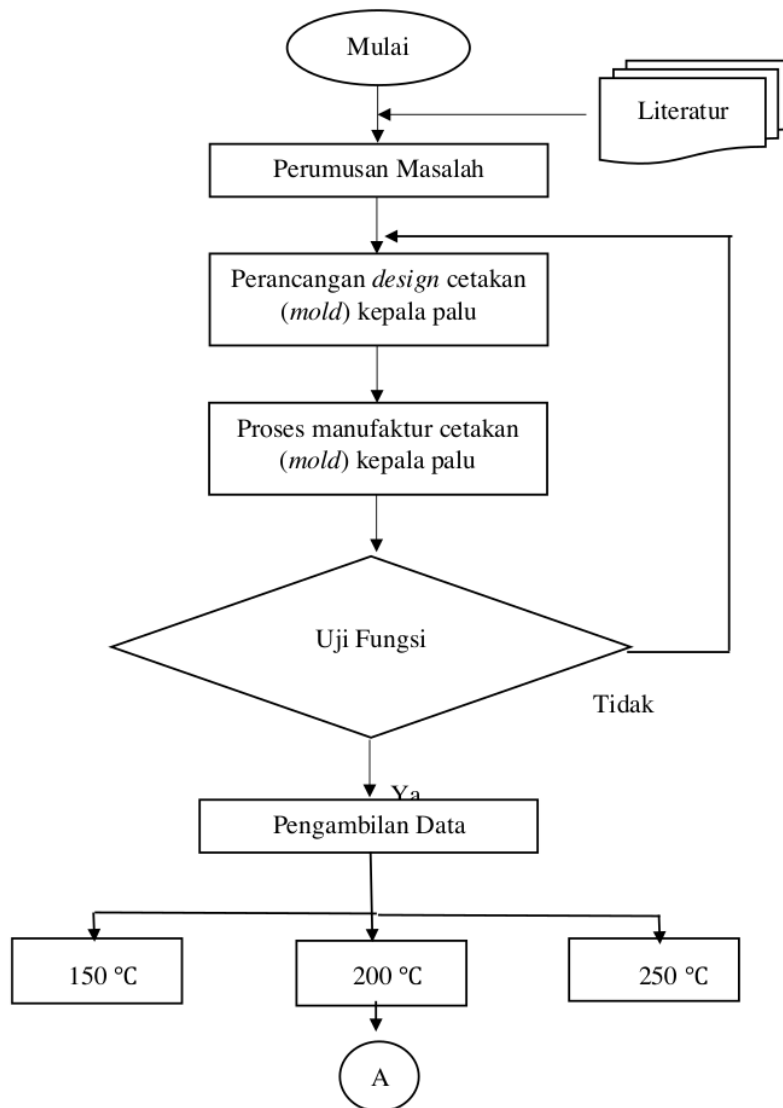 Mulai
Literatur
Perumusan Masalah
Perancangan design cetakan
(mold) kepala palu
Proses manufaktur cetakan
(mold) kepala palu
Uji Fungsi
Tidak
Ya
Pengambilan Data
150 °C
200 °C
250 °C
A